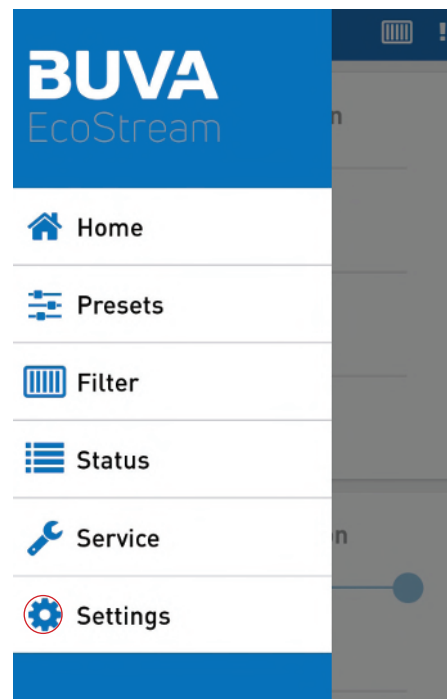 BUVA
EcoStream
n
Home
Presets
Filter
Status
Service
n
Settings